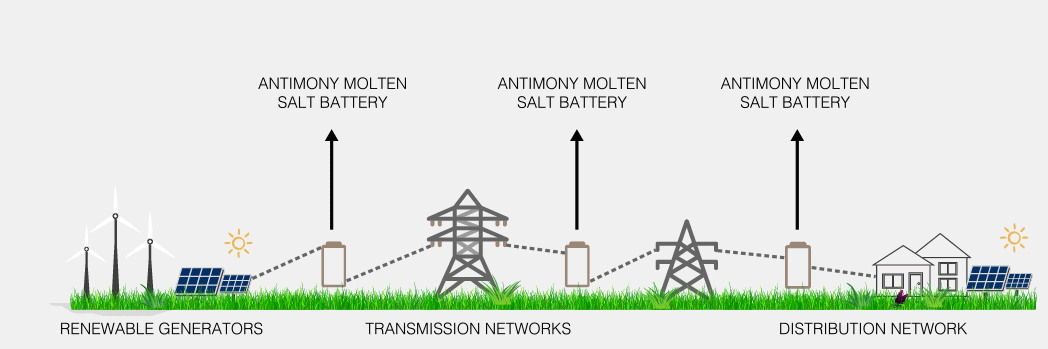 ANTIMONY MOLTEN
SALT BATTERY
ANTIMONY MOLTEN
SALT BATTERY
ANTIMONY MOLTEN
SALT BATTERY
RENEWABLE GENERATORS
TRANSMISSION NETWORKS
DISTRIBUTION NETWORK